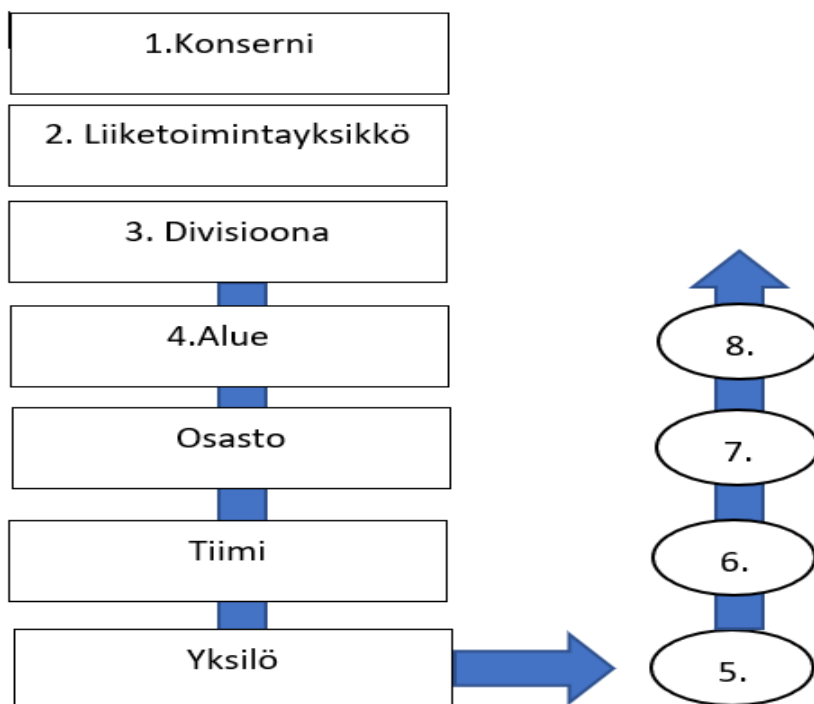 1.Konserni
2. Liiketoimintayksikkö
3. Divisioona
4.Alue
Osasto
Tiimi
Yksilö
8.
7.
6.
5.